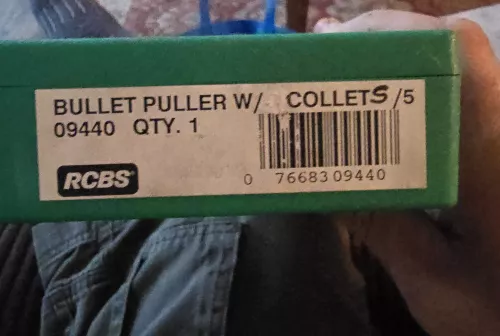 BULLET PULLER W/ COLLETS/5
09440 QTY. 1
RCBS
0 76683 09440